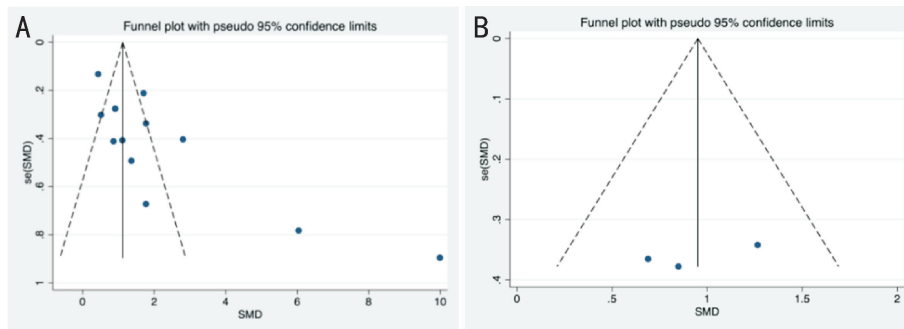 A
Funnel plot with pseudo 95% confidence limits
0
.2
.4
.6
.8
1
se(SMD)
0 2 4 6 8 10
SMD
B
Funnel plot with pseudo 95% confidence limits
0
.1
.2
.3
.4
se(SMD)
0 .5 1 1.5 2
SMD